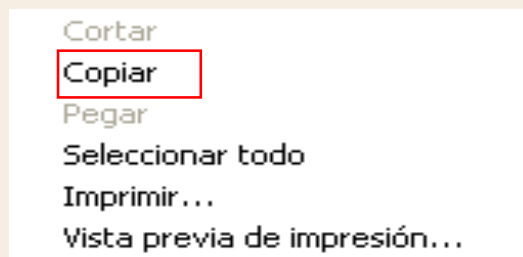 Cortar
Copiar
Pegar
Seleccionar todo
Imprimir...
Vista previa de impresión...